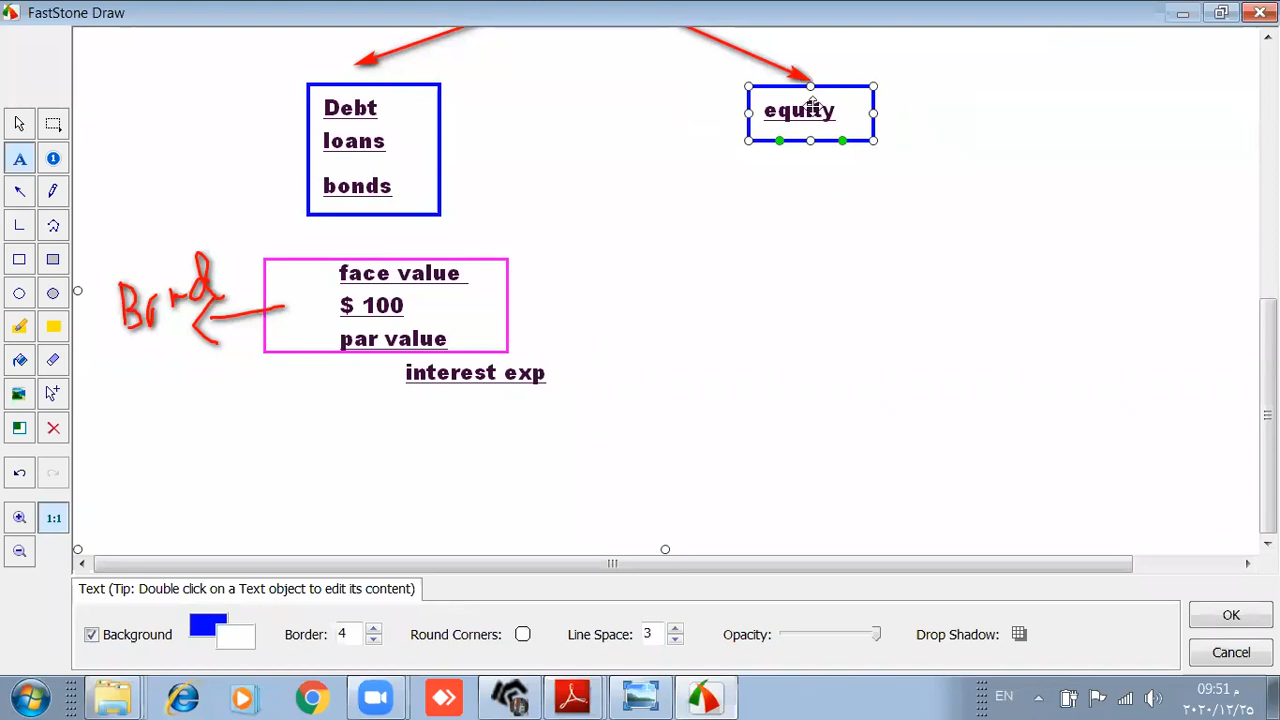 FastStone Draw
Debt
loans
bonds
equity
Bond
face value
$ 100
par value
interest exp
A
1
1:1
Text (Tip: Double click on a Text object to edit its content)
Background
Border: 4
Round Corners:
Line Space: 3
Opacity:
Drop Shadow:
OK
Cancel
EN
09:51 م
٢٠٢٠/١٢/٢٥